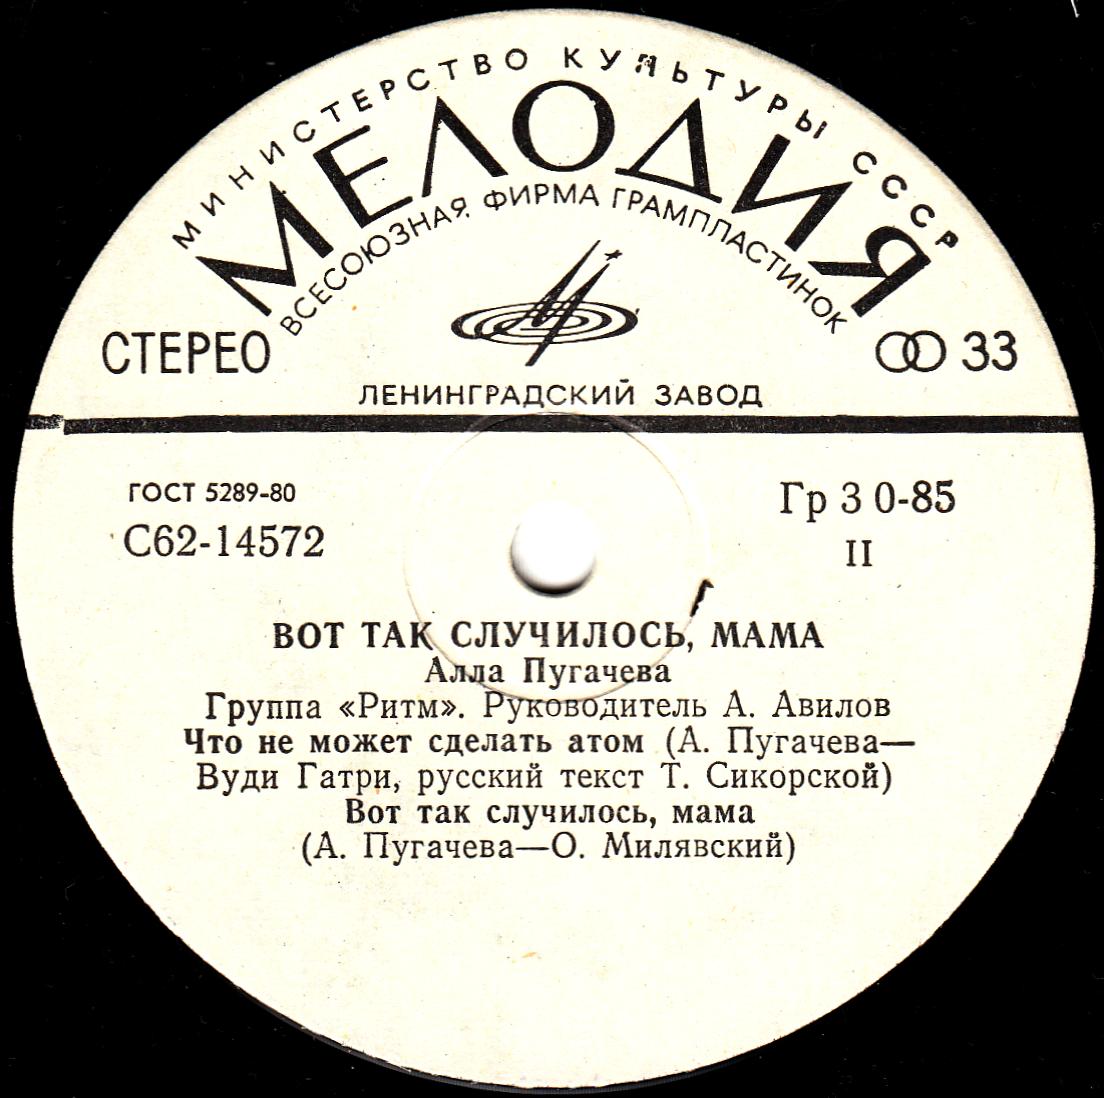 МИНИСТЕРСТВО КУЛЬТУРЫ СССР
МЕЛОДИЯ
ВСЕСОЮЗНАЯ ФИРМА ГРАМПЛАСТИНОК
СТЕРЕО
33
ЛЕНИНГРАДСКИЙ ЗАВОД
ГОСТ 5289-80
Гр 3 0-85
С62-14572
II
ВОТ ТАК СЛУЧИЛОСЬ, МАМА
Алла Пугачева
Группа «Ритм». Руководитель А. Авилов
Что не может сделать атом (А. Пугачева—
Вуди Гатри, русский текст Т. Сикорской)
Вот так случилось, мама
(А. Пугачева—О. Милявский)